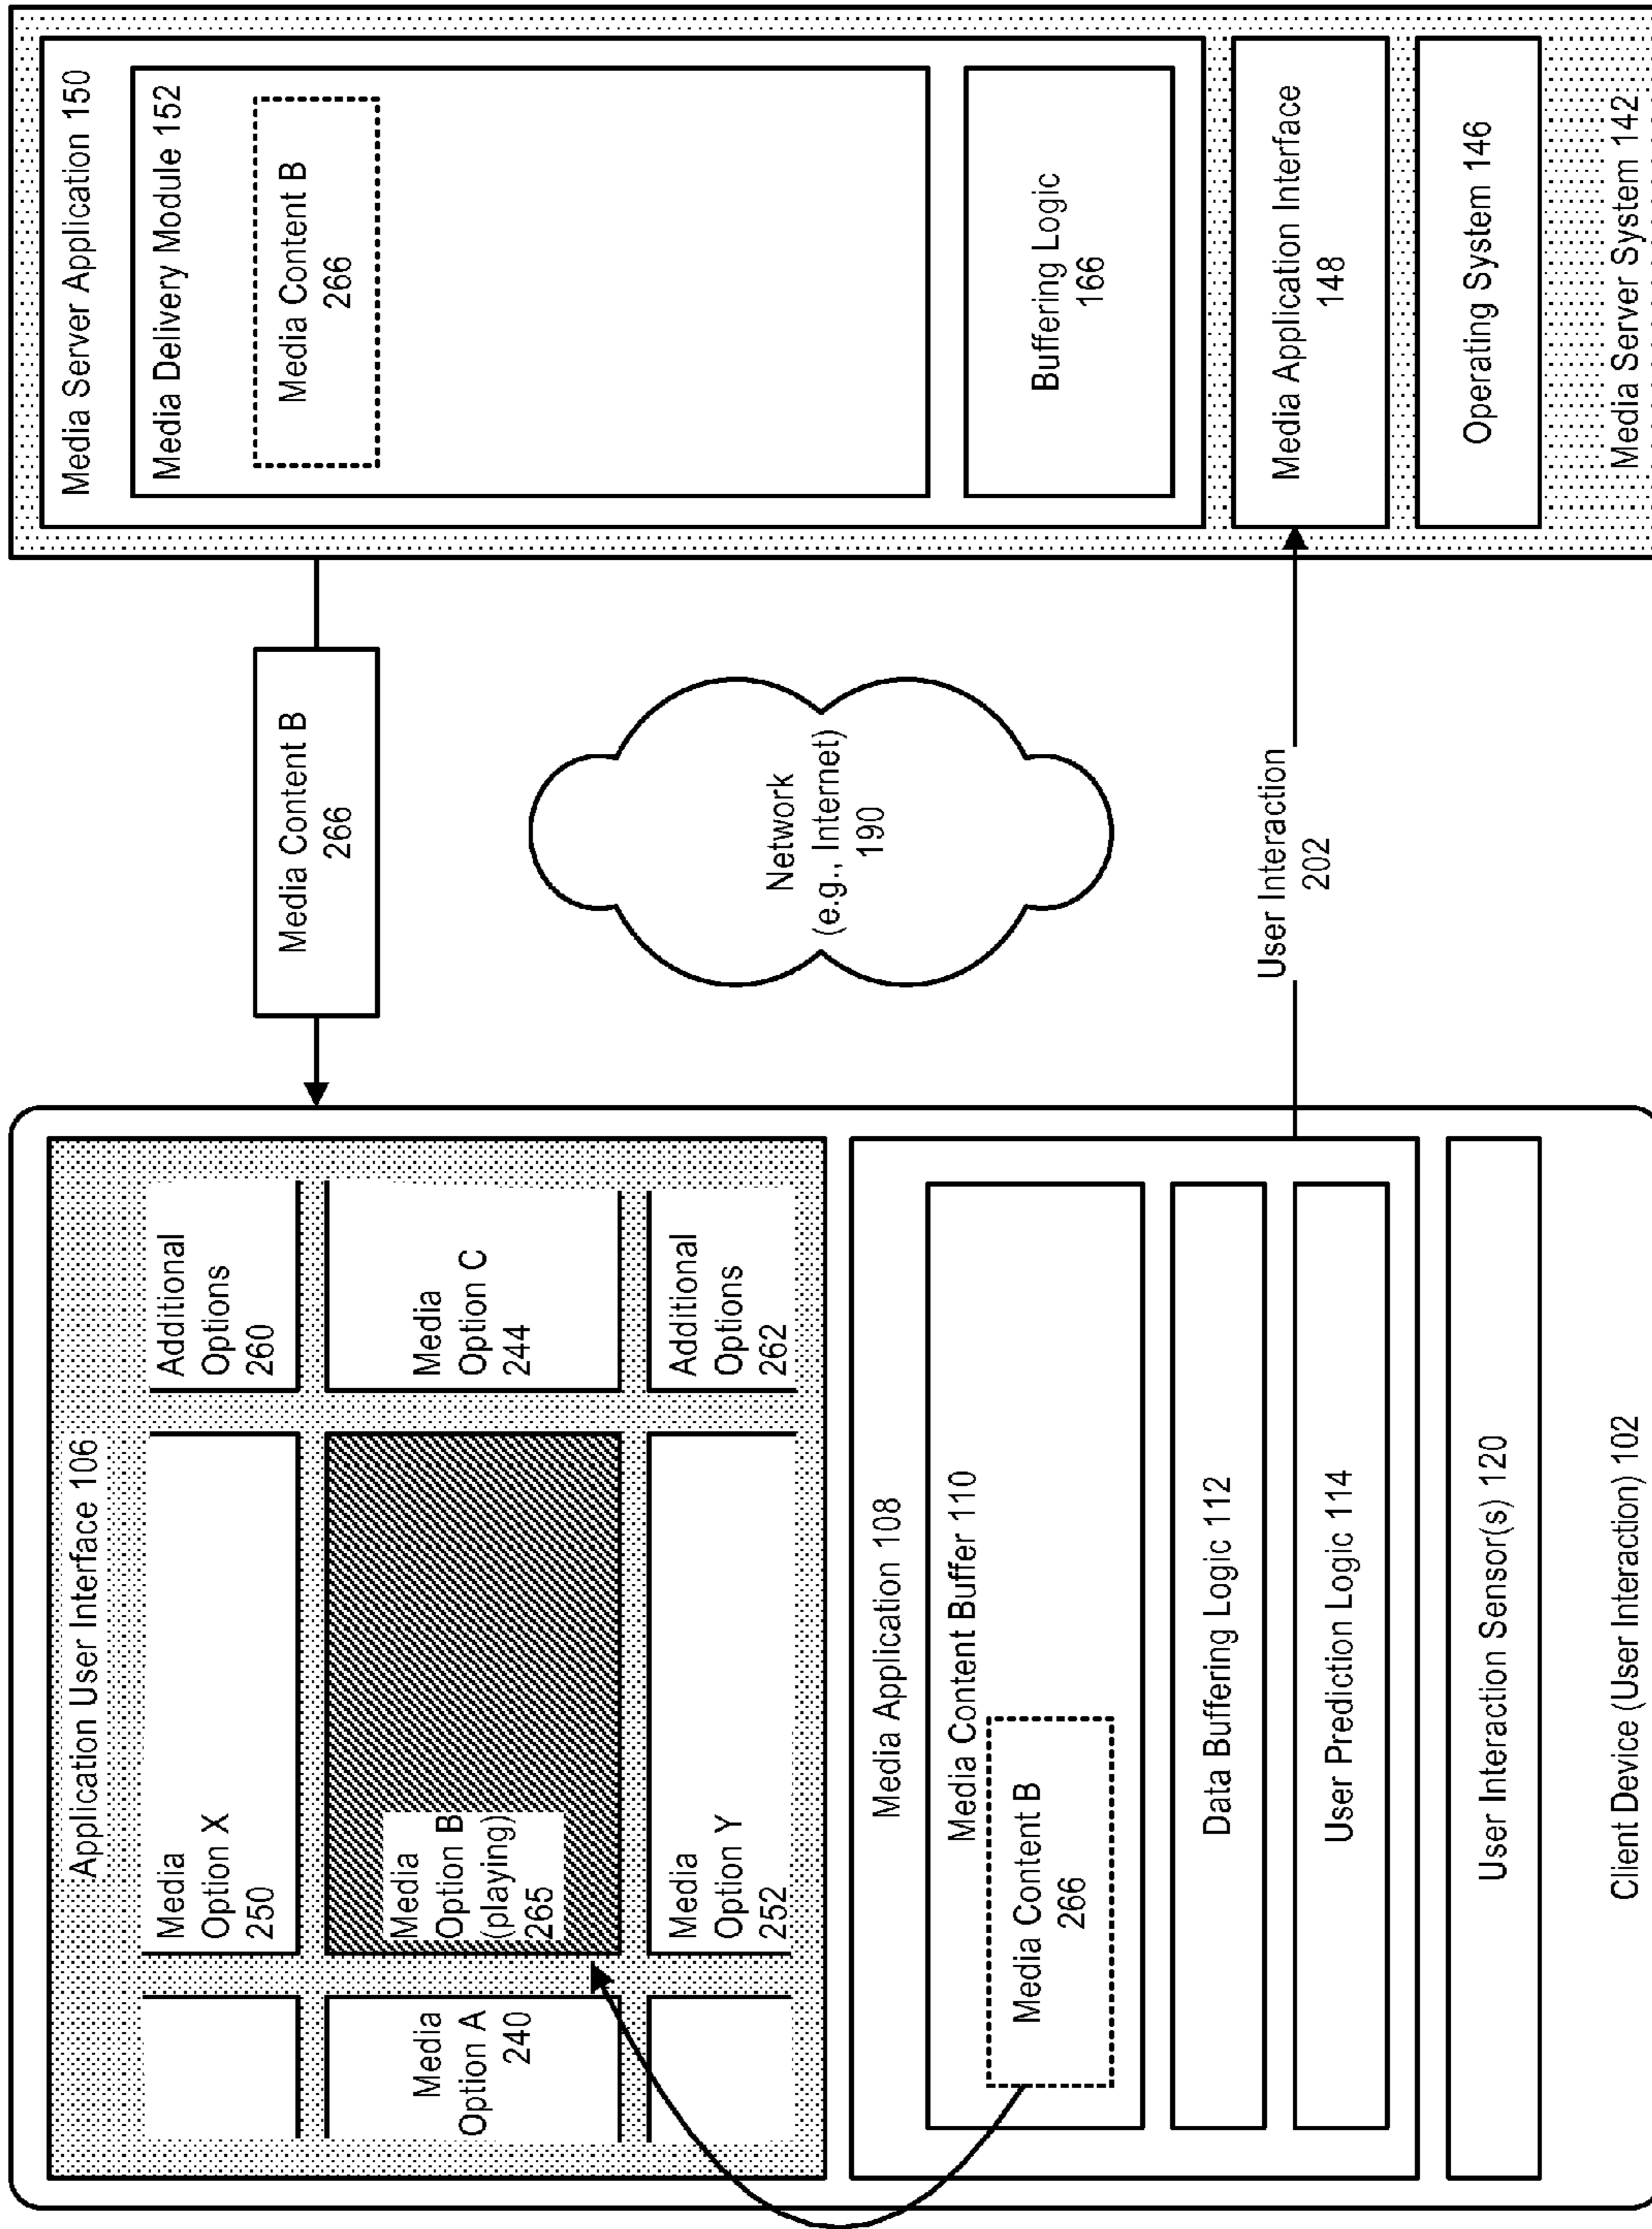 Application User Interface 106
Media
Option X
250
Additional
Options
260
Media
Option A
240
Media
Option B
(playing)
265
Media
Option C
244
Media
Option Y
252
Additional
Options
262
Media Application 108
Media Content Buffer 110
Media Content B
266
Data Buffering Logic 112
User Prediction Logic 114
User Interaction Sensor(s) 120
Client Device (User Interaction) 102
Media Content B
266
Network
(e.g., Internet)
190
User Interaction
202
Media Server Application 150
Media Delivery Module 152
Media Content B
266
Buffering Logic
166
Media Application Interface
148
Operating System 146
Media Server System 142